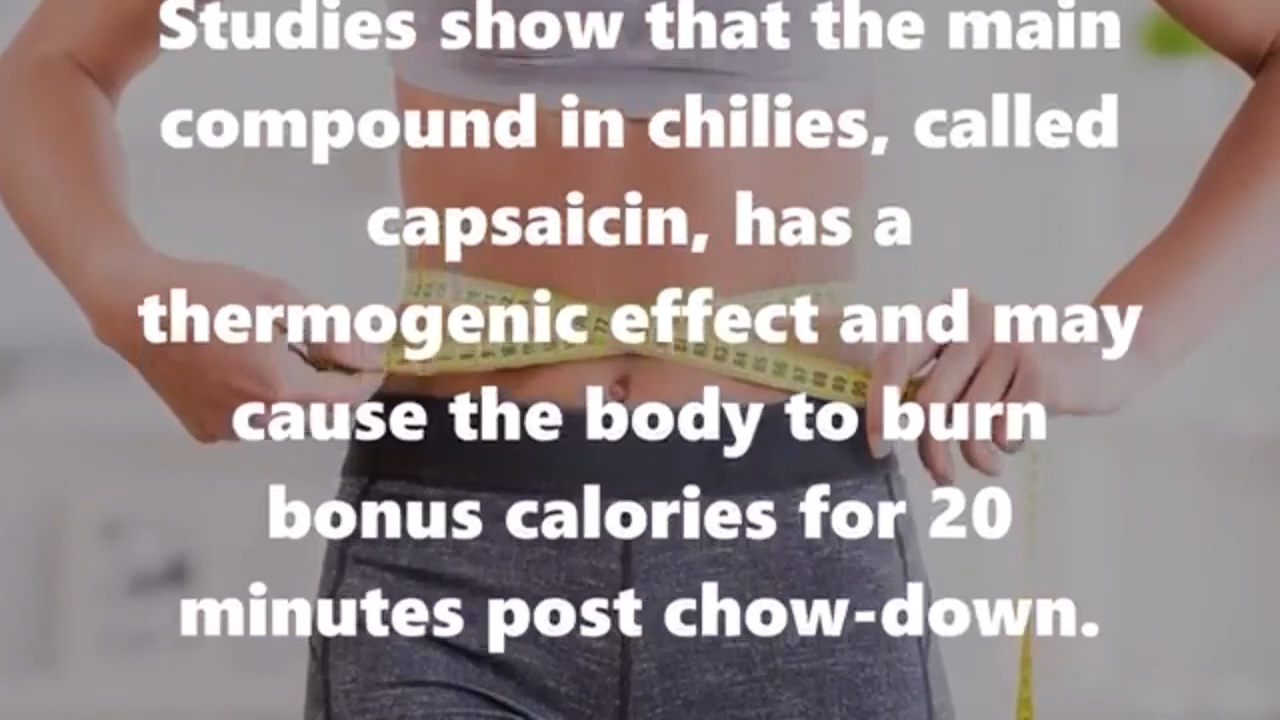 Studies show that the main
compound in chilies, called
capsaicin, has a
thermogenic effect and may
cause the body to burn
bonus calories for 20
minutes post chow-down.